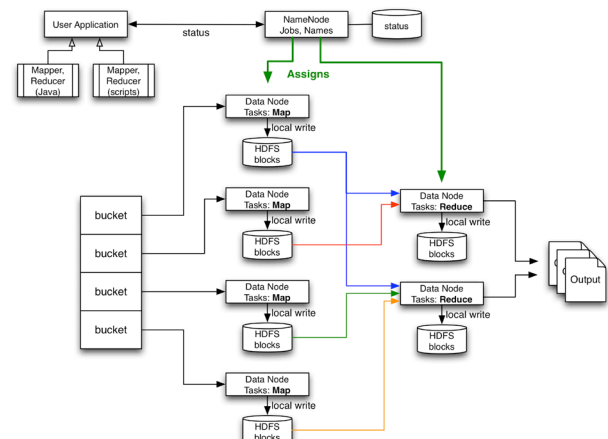 User Application
status
NameNode
Jobs, Names
status
Mapper,
Reducer
(Java)
Mapper,
Reducer
(scripts)
Assigns
Data Node
Tasks: Map
local write
HDFS
blocks
Data Node
Tasks: Map
local write
HDFS
blocks
Data Node
Tasks: Map
local write
HDFS
blocks
Data Node
Tasks: Map
local write
HDFS
blocks
bucket
bucket
bucket
bucket
Data Node
Tasks: Reduce
local write
HDFS
blocks
Data Node
Tasks: Reduce
local write
HDFS
blocks
Output